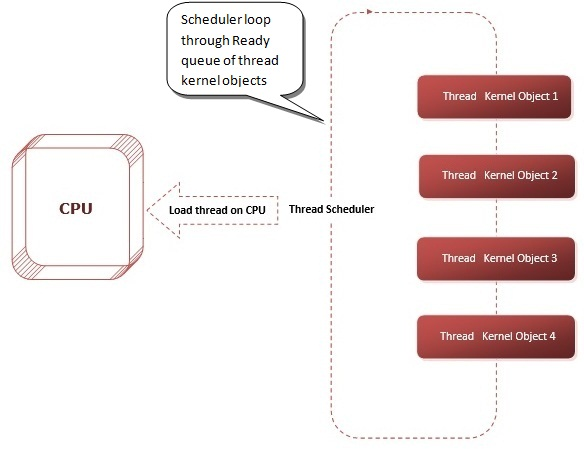 Scheduler loop
through Ready
queue of thread
kernel objects
Thread Kernel Object 1
Thread Kernel Object 2
CPU
Load thread on CPU
Thread Scheduler
Thread Kernel Object 3
Thread Kernel Object 4